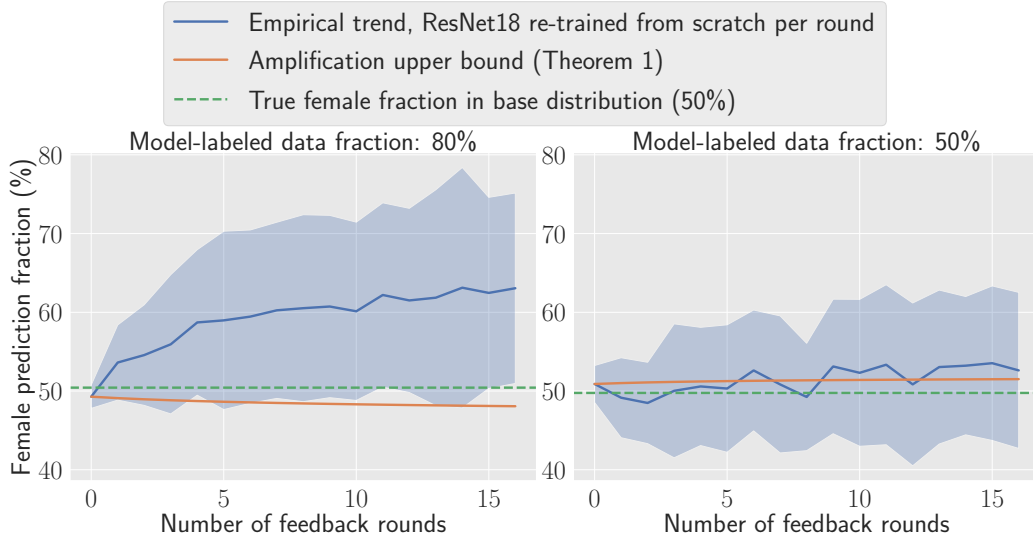 Empirical trend, ResNet18 re-trained from scratch per round
Amplification upper bound (Theorem 1)
True female fraction in base distribution (50%)
Model-labeled data fraction: 80%
Model-labeled data fraction: 50%
Female prediction fraction (%)
80
70
60
50
40
0
5
10
15
Number of feedback rounds
80
70
60
50
40
0
5
10
15
Number of feedback rounds